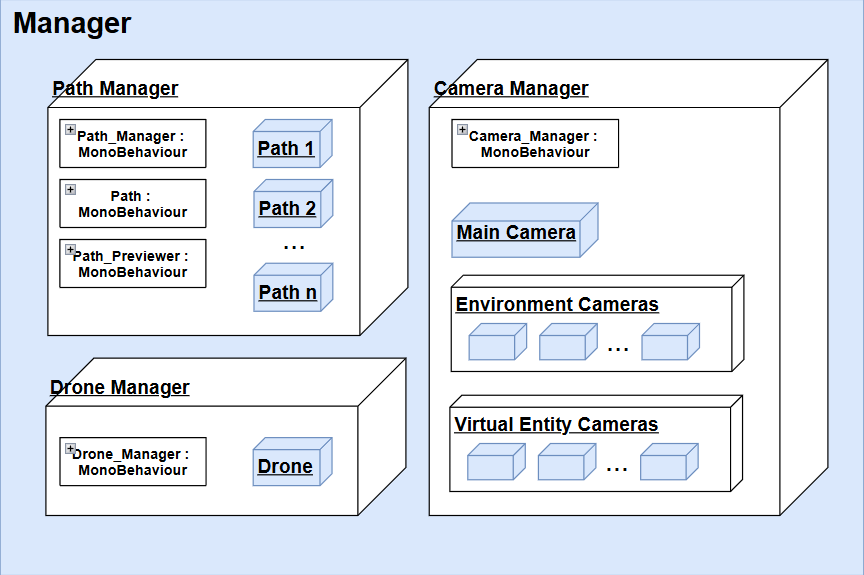 Manager
Path Manager
Path_Manager :
MonoBehaviour
Path :
MonoBehaviour
Path_Previewer :
MonoBehaviour
Path 1
Path 2
...
Path n
Drone Manager
Drone_Manager :
MonoBehaviour
Drone
Camera Manager
Camera_Manager :
MonoBehaviour
Main Camera
Environment Cameras
...
Virtual Entity Cameras
...